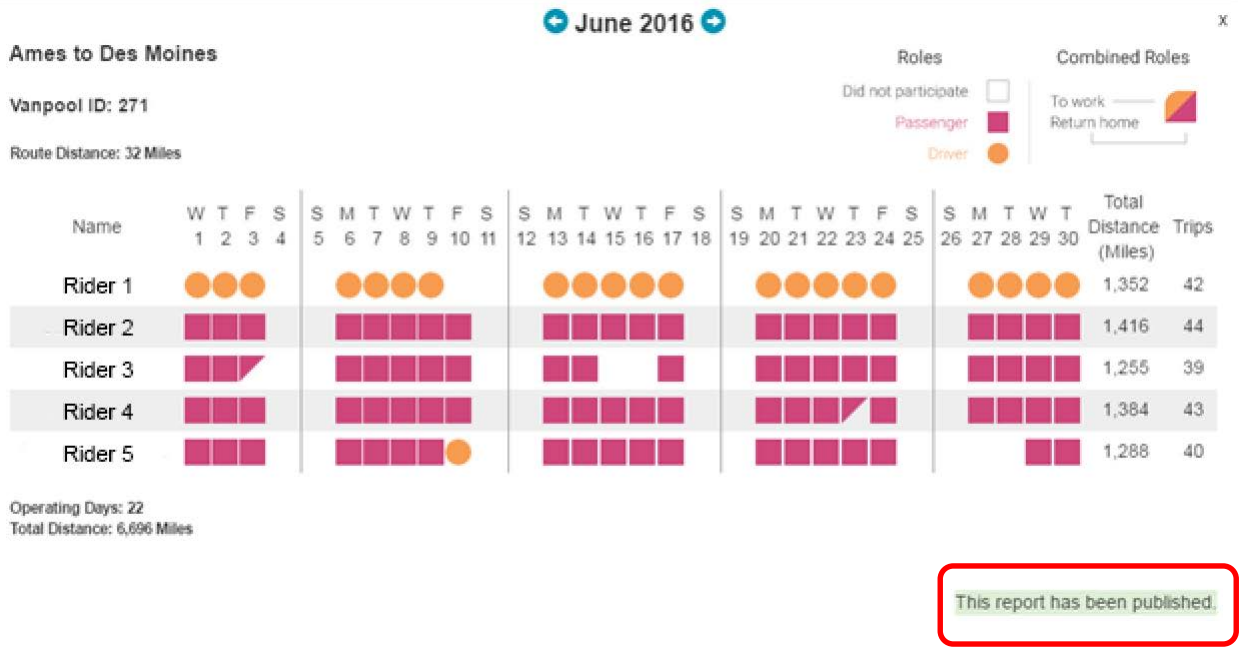 June 2016
X
Ames to Des Moines
Vanpool ID: 271
Route Distance: 32 Miles
Roles
Did not participate
Passenger
Driver
Combined Roles
To work
Return home
Name W T F S S M T W T F S S M T W T F S S M T W T F S S M T W T Total Distance (Miles) Trips
1 2 3 4 5 6 7 8 9 10 11 12 13 14 15 16 17 18 19 20 21 22 23 24 25 26 27 28 29 30
Rider 1 1,352 42
Rider 2 1,416 44
Rider 3 1,255 39
Rider 4 1,384 43
Rider 5 1,288 40
Operating Days: 22
Total Distance: 6,696 Miles
This report has been published.